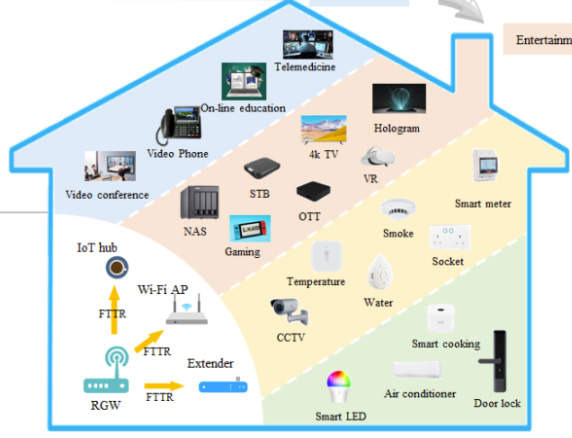 Entertainm
Telemedicine
On-line education
Video Phone
Video conference
Hologram
4k TV
VR
STB
OTT
NAS
Gaming
Smart meter
Smoke
Socket
Temperature
Water
CCTV
IoT hub
Wi-Fi AP
FTTR
FTTR
Extender
RGW
FTTR
Smart cooking
Air conditioner
Door lock
Smart LED